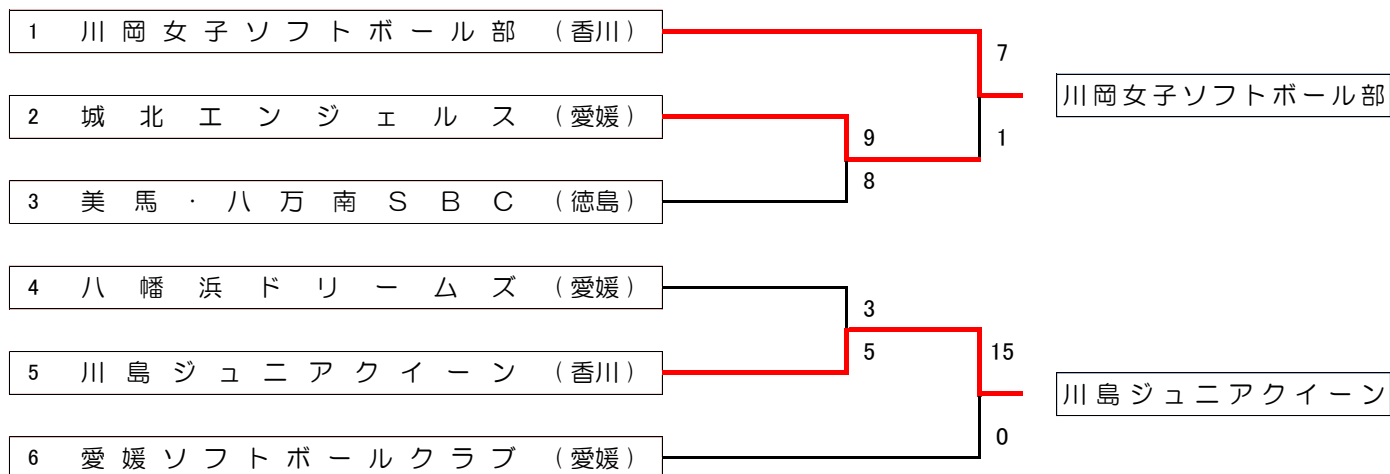 1 川岡女子ソフトボール部 (香川)
7
川岡女子ソフトボール部
2 城北エンジェルス (愛媛)
9
1
8
3 美馬・八万南SBC (徳島)
4 八幡浜ドリームズ (愛媛)
3
5
15
5 川島ジュニアクイーン (香川)
川島ジュニアクイーン
0
6 愛媛ソフトボールクラブ (愛媛)